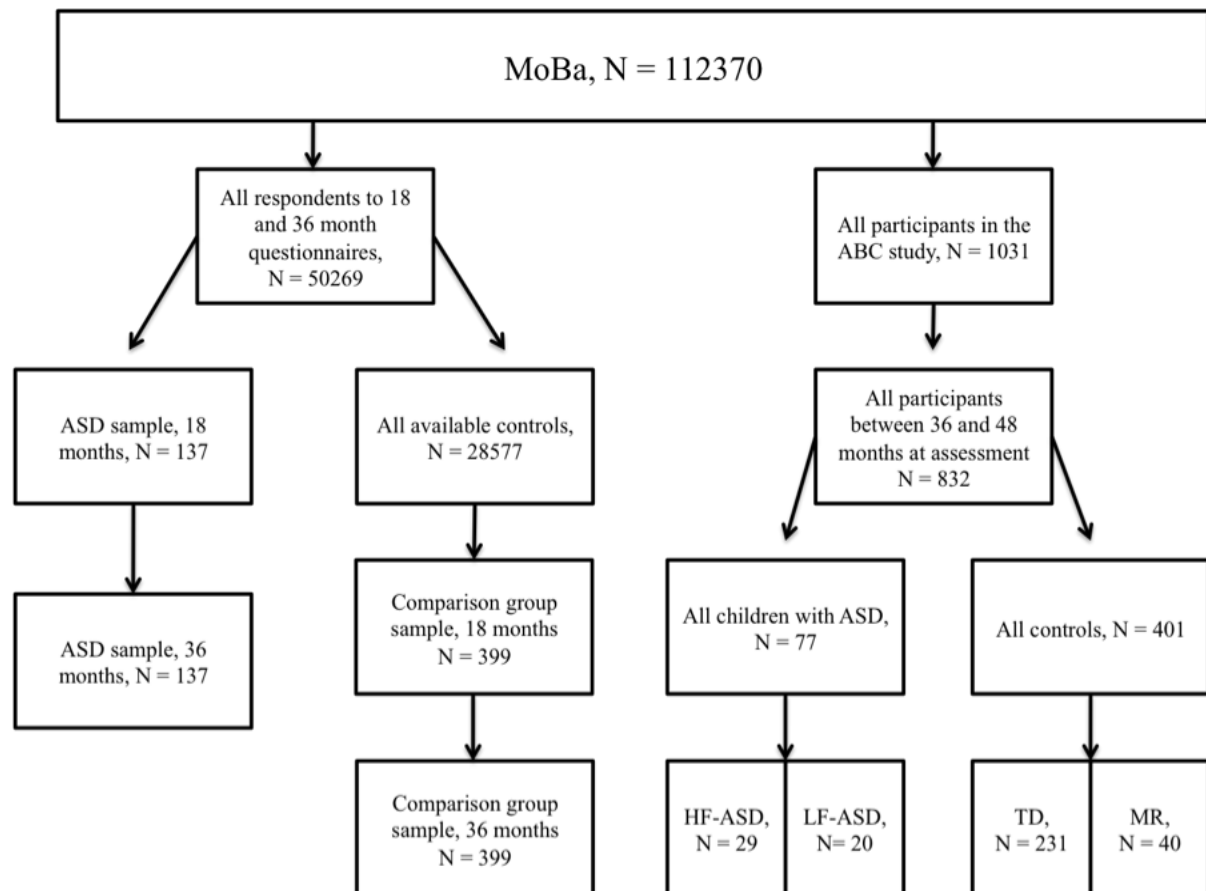 MoBa, N = 112370
All respondents to 18
and 36 month
questionnaires,
N = 50269
All participants in the
ABC study, N = 1031
ASD sample, 18
months, N = 137
All available controls,
N = 28577
All participants
between 36 and 48
months at assessment
N = 832
ASD sample, 36
months, N = 137
Comparison group
sample, 18 months
N = 399
All children with ASD,
N = 77
All controls, N = 401
Comparison group
sample, 36 months
N = 399
HF-ASD,
N = 29
LF-ASD,
N= 20
TD,
N = 231
MR,
N = 40